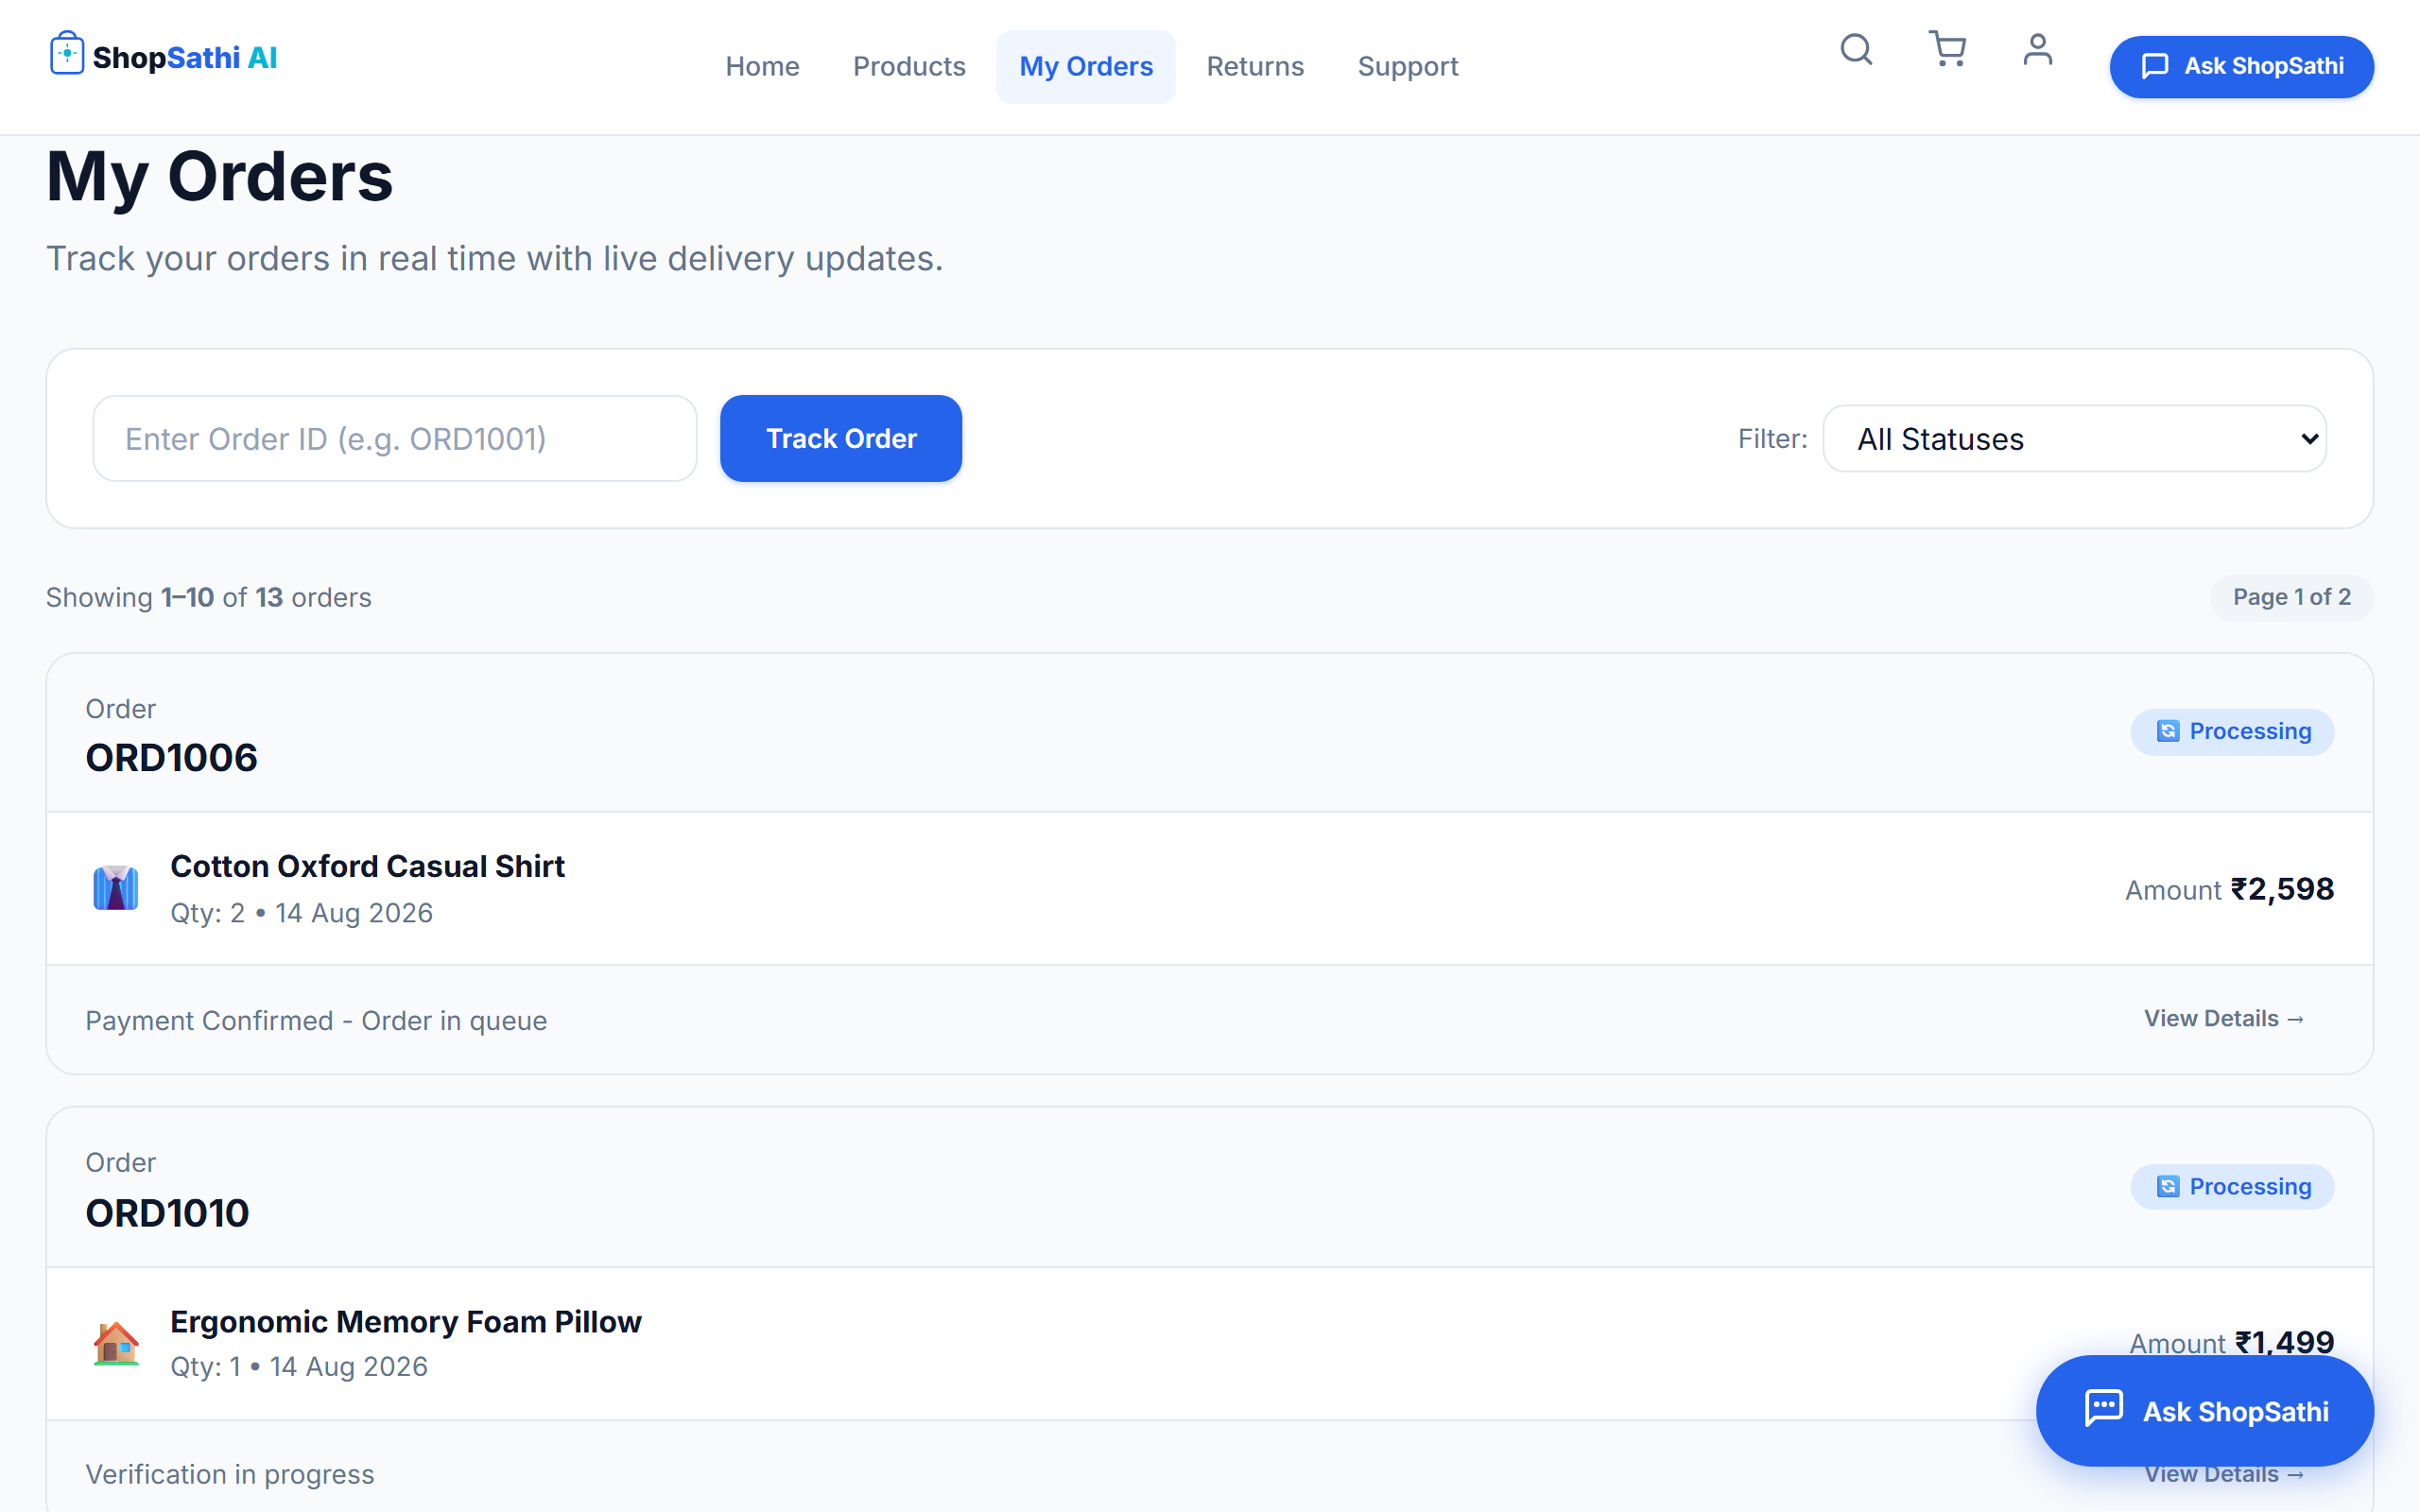 ShopSathi AI
Home
Products
My Orders
Returns
Support
Ask ShopSathi
My Orders
Track your orders in real time with live delivery updates.
Enter Order ID (e.g. ORD1001)
Track Order
Filter:
All Statuses
Showing 1–10 of 13 orders
Page 1 of 2
Order
ORD1006
Processing
Cotton Oxford Casual Shirt
Qty: 2 • 14 Aug 2026
Amount ₹2,598
Payment Confirmed - Order in queue
View Details →
Order
ORD1010
Processing
Ergonomic Memory Foam Pillow
Qty: 1 • 14 Aug 2026
Amount ₹1,499
Ask ShopSathi
Verification in progress
View Details →